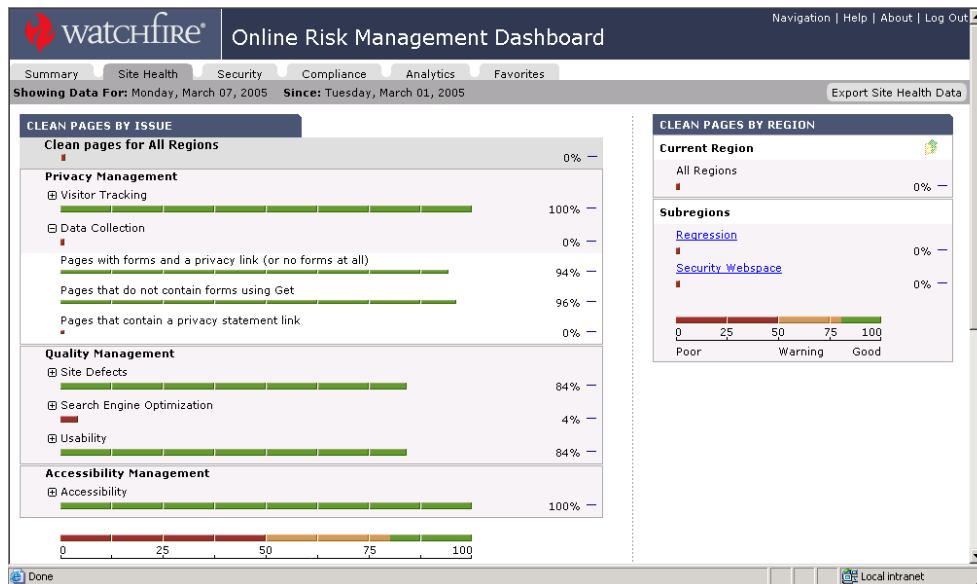 Navigation | Help | About | Log Out
WATCHFIRE® Online Risk Management Dashboard
Summary Site Health Security Compliance Analytics Favorites
Showing Data For: Monday, March 07, 2005 Since: Tuesday, March 01, 2005 Export Site Health Data
CLEAN PAGES BY ISSUE
Clean pages for All Regions
0%
Privacy Management
Visitor Tracking
100%
Data Collection
0%
Pages with forms and a privacy link (or no forms at all)
94%
Pages that do not contain forms using Get
96%
Pages that contain a privacy statement link
0%
Quality Management
Site Defects
84%
Search Engine Optimization
4%
Usability
84%
Accessibility Management
Accessibility
100%
0 25 50 75 100
CLEAN PAGES BY REGION
Current Region
All Regions
0%
Subregions
Regression
0%
Security Webspace
0%
0 25 50 75 100
Poor Warning Good
Done Local intranet